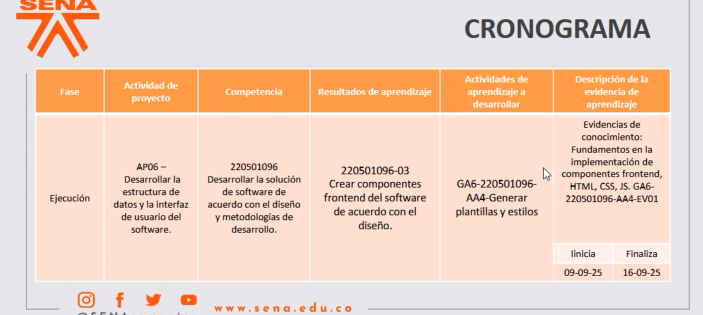 SENA
CRONOGRAMA
Fase
Actividad de
proyecto
Competencia
Resultados de aprendizaje
Actividades de
aprendizaje a
desarrollar
Descripción de la
evidencia de
aprendizaje
Ejecución
AP06 –
Desarrollar la
estructura de
datos y la interfaz
de usuario del
software.
220501096
Desarrollar la solución
de software de
acuerdo con el diseño
y metodologías de
desarrollo.
220501096-03
Crear componentes
frontend del software
de acuerdo con el
diseño.
GA6-220501096-
AA4-Generar
plantillas y estilos
Evidencias de
conocimiento:
Fundamentos en la
implementación de
componentes frontend,
HTML, CSS, JS. GA6-
220501096-AA4-EV01
Iinicia
Finaliza
09-09-25
16-09-25
www.sena.edu.co